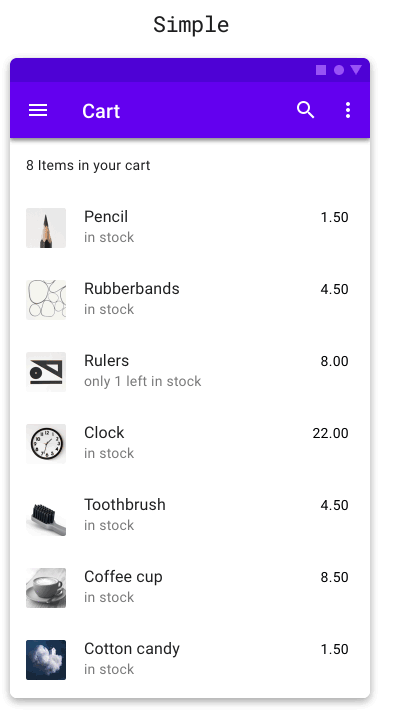 Simple
Cart
8 Items in your cart
Pencil 1.50
in stock
Rubberbands 4.50
in stock
Rulers 8.00
only 1 left in stock
Clock 22.00
in stock
Toothbrush 4.50
in stock
Coffee cup 8.50
in stock
Cotton candy 1.50
in stock